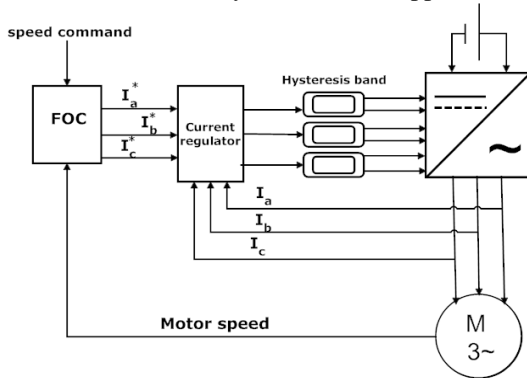 speed command
Hysteresis band
I*a
FOC
I*b
Current
regulator
I*c
Ia
Ib
Ic
Motor speed
M
3~